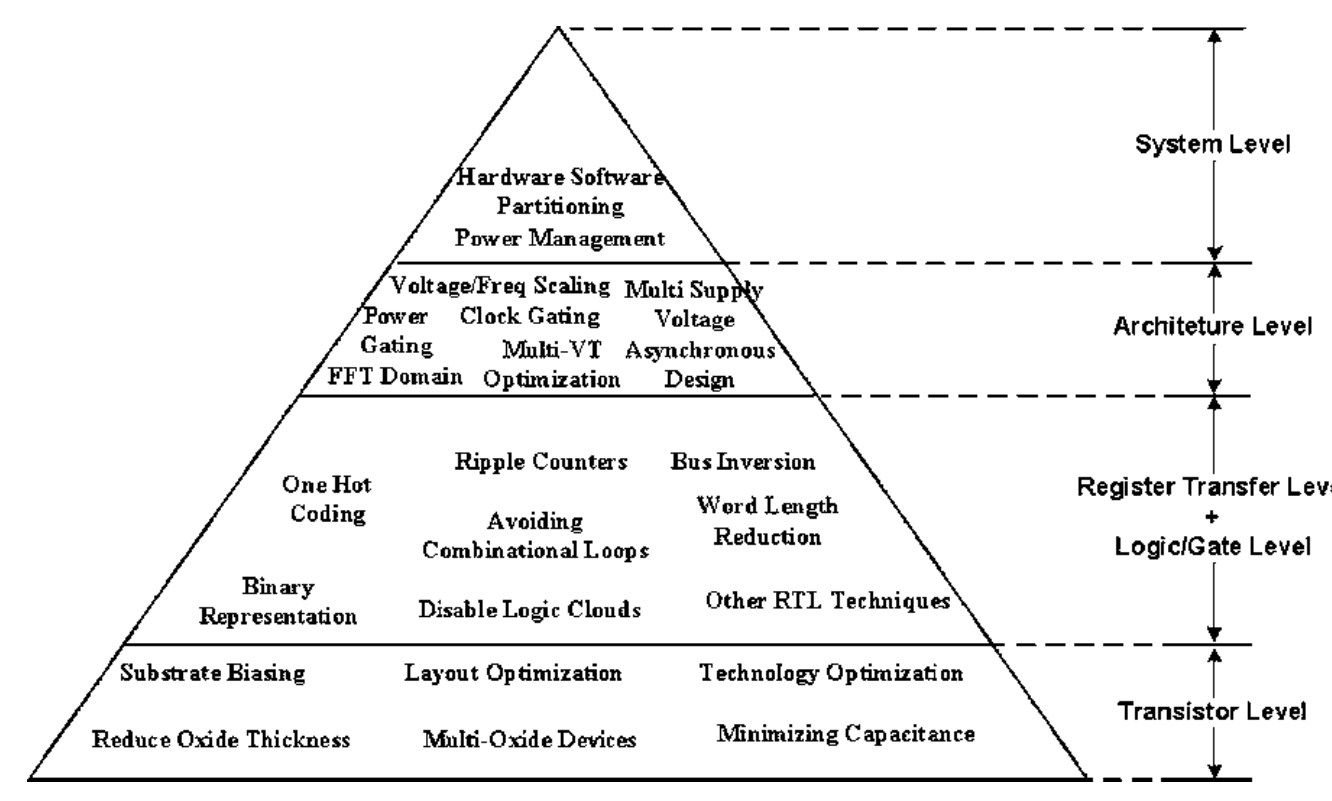 Hardware Software
Partitioning
Power Management
System Level
Voltage/Freq Scaling
Multi Supply
Voltage
Power
Gating
Clock Gating
Multi-VT
Optimization
Asynchronous
Design
FFT Domain
Architeture Level
Ripple Counters
Bus Inversion
One Hot
Coding
Avoiding
Combinational Loops
Word Length
Reduction
Binary
Representation
Disable Logic Clouds
Other RTL Techniques
Register Transfer Leve
+
Logic/Gate Level
Substrate Biasing
Layout Optimization
Technology Optimization
Reduce Oxide Thickness
Multi-Oxide Devices
Minimizing Capacitance
Transistor Level